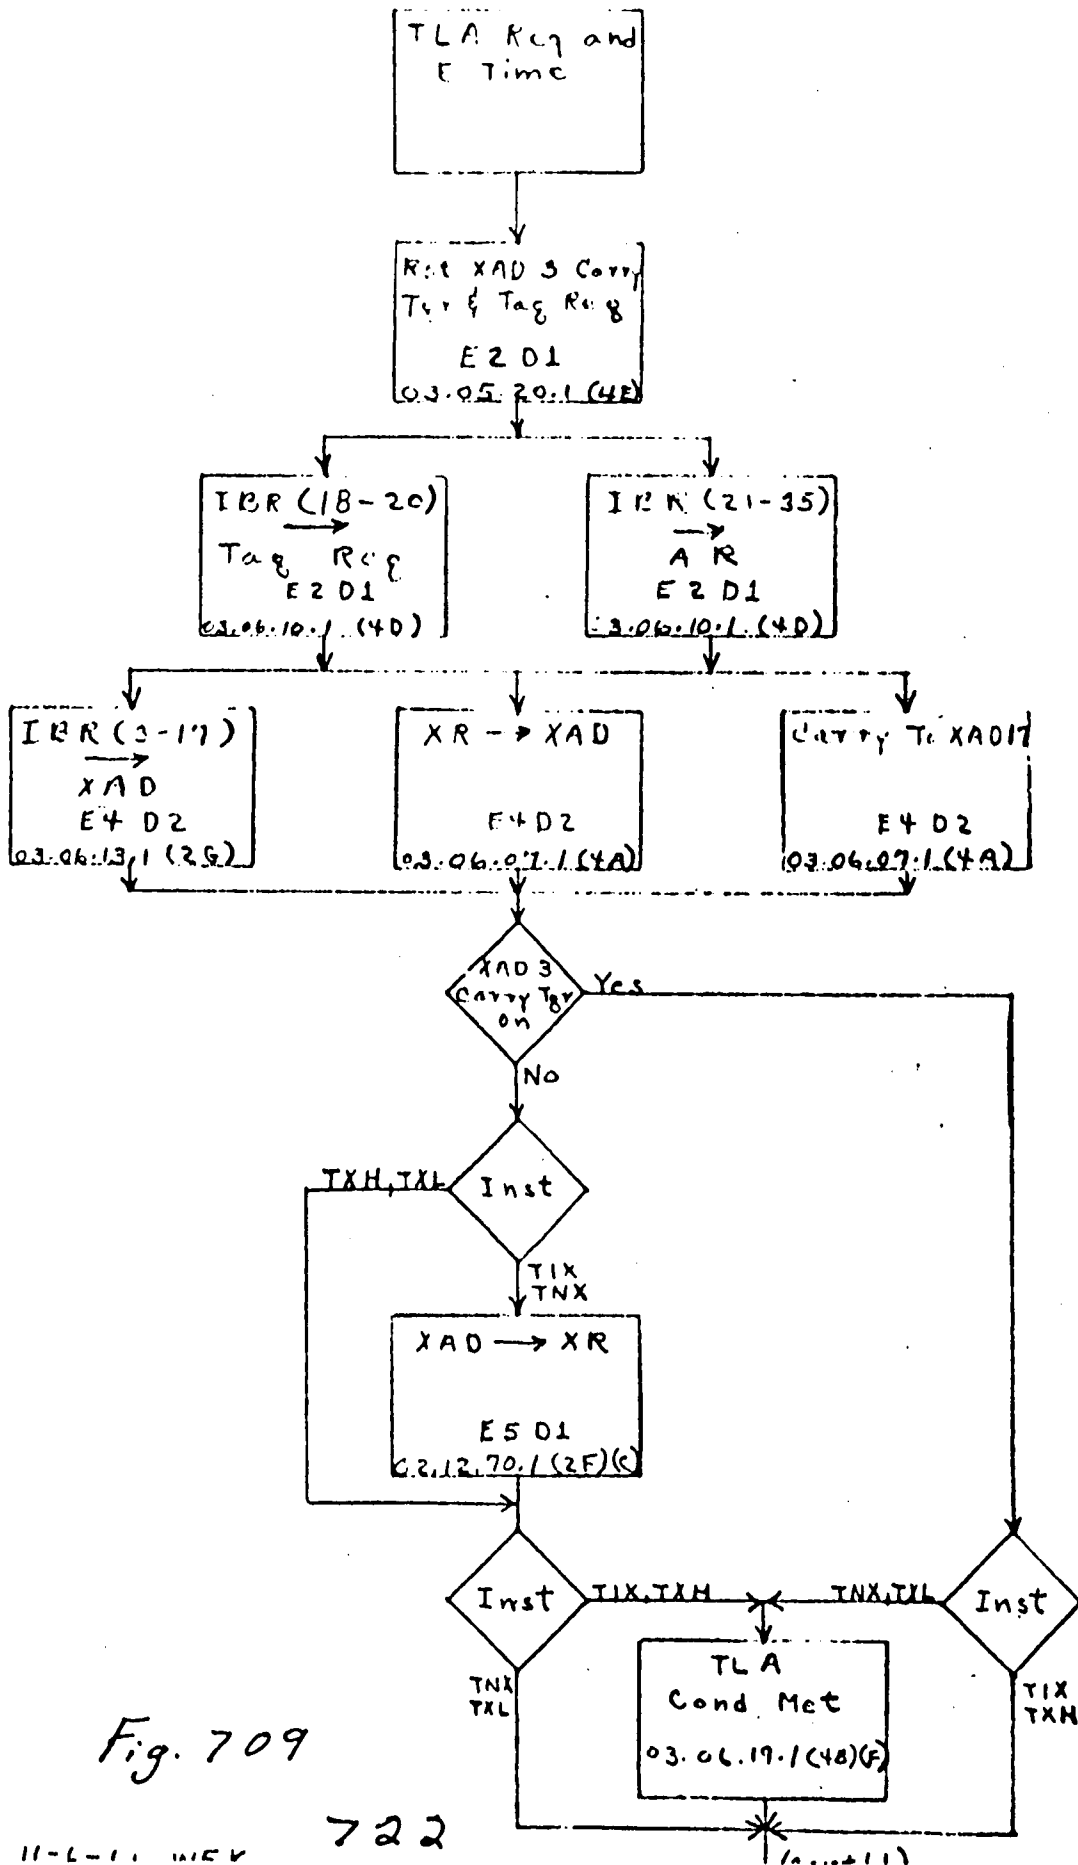 TLA Req and
E Time
XAD 3 Carry
& Tag Reg
E2 D1
03.05.20.1 (4E)
IBR (18-20)
→
Tag Reg
E2 D1
03.06.10.1 (4D)
(21-35)
→
AR
E2 D1
3.06.10.1 (4D)
IBR (3-17)
→
XAD
E4 D2
03.06.13.1 (2G)
XR → XAD
E4 D2
03.06.07.1 (4A)
Carry To XAD17
E4 D2
03.06.07.1 (4A)
XAD 3
Carry Tgr
on
Yes
No
TXH, TXL
Inst
TIX
TNX
XAD → XR
E5 D1
02.12.70.1 (2F)(C)
Inst
TIX, TXH
TNX, TXL
Inst
TNX
TXL
TLA
Cond Met
03.06.19.1 (4B)(F)
TIX
TXH
Fig. 709
722